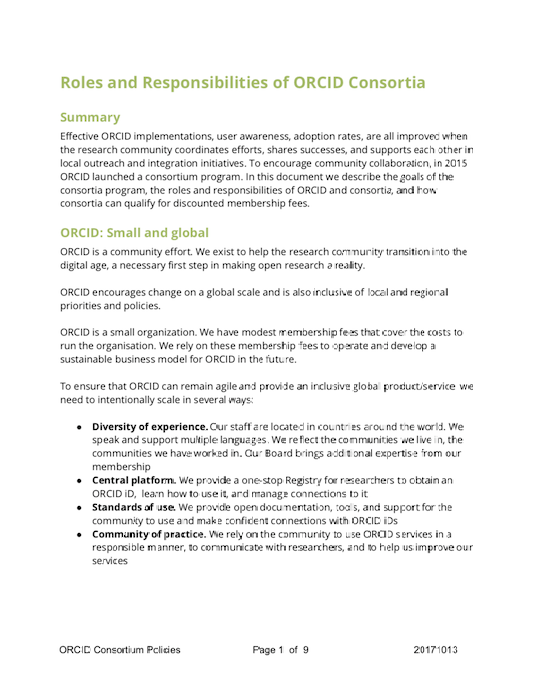 Roles and Responsibilities of ORCID Consortia
Summary
Effective ORCID implementations, user awareness, adoption rates, are all improved when
the research community coordinates efforts, shares successes, and supports each other in
local outreach and integration initiatives. To encourage community collaboration, in 2015
ORCID launched a consortium program. In this document we describe the goals of the
consortia program, the roles and responsibilities of ORCID and consortia, and how
consortia can qualify for discounted membership fees.
ORCID: Small and global
ORCID is a community effort. We exist to help the research community transition into the
digital age, a necessary first step in making open research a reality.
ORCID encourages change on a global scale and is also inclusive of local and regional
priorities and policies.
ORCID is a small organization. We have modest membership fees that cover the costs to
run the organisation. We rely on these membership fees to operate and develop a
sustainable business model for ORCID in the future.
To ensure that ORCID can remain agile and provide an inclusive global product/service we
need to intentionally scale in several ways:
● Diversity of experience. Our staff are located in countries around the world. We
speak and support multiple languages. We reflect the communities we live in, the
communities we have worked in. Our Board brings additional expertise from our
membership
● Central platform. We provide a one-stop Registry for researchers to obtain an
ORCID iD, learn how to use it, and manage connections to it
● Standards of use. We provide open documentation, tools, and support for the
community to use and make confident connections with ORCID iDs
● Community of practice. We rely on the community to use ORCID services in a
responsible manner, to communicate with researchers, and to help us improve our
services
ORCID Consortium Policies Page 1 of 9 20171013